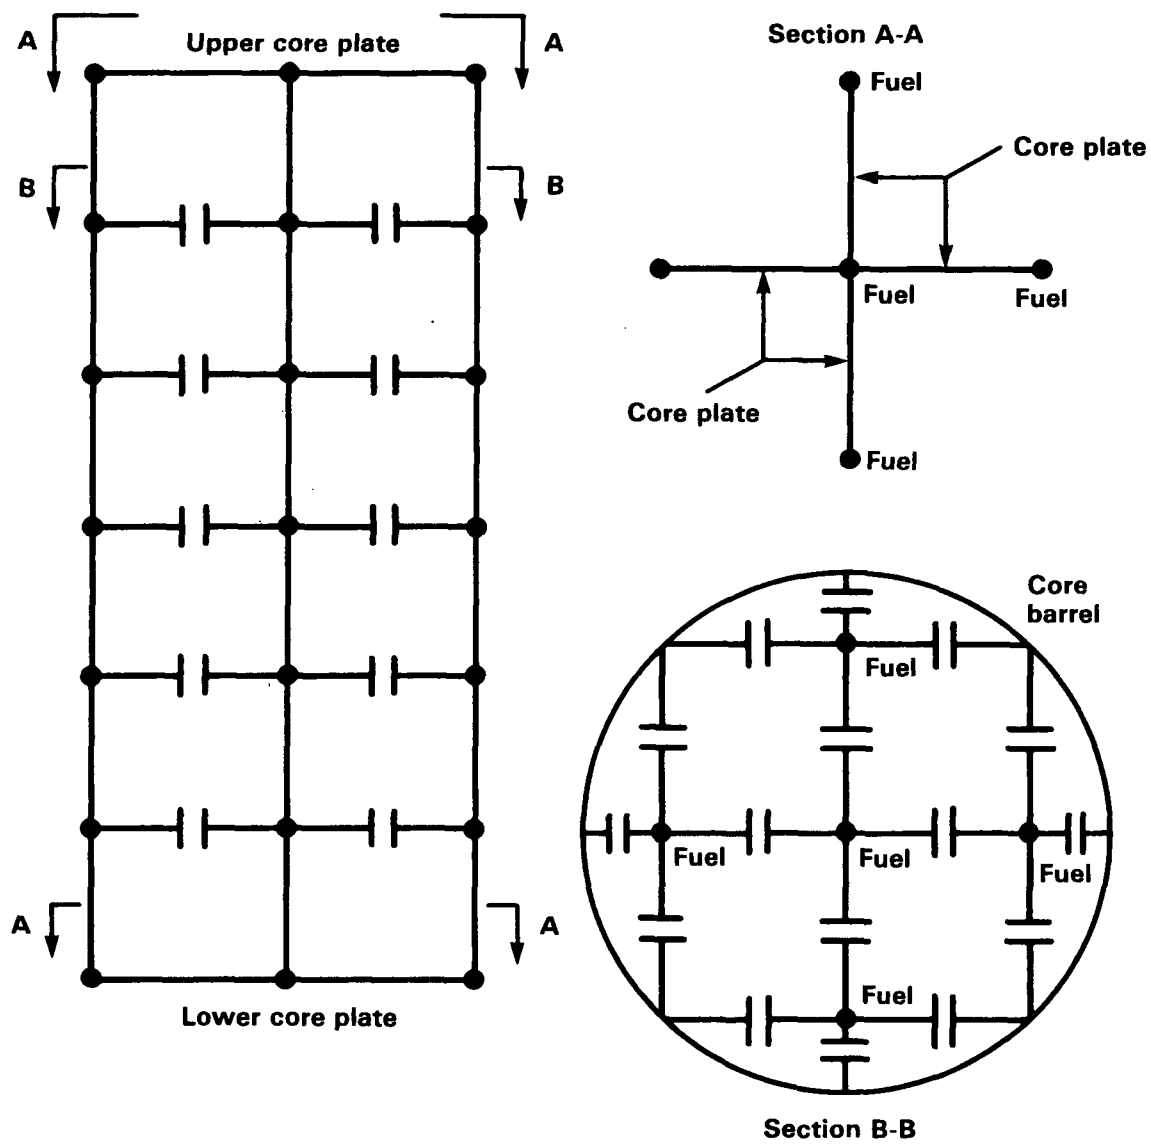 A
Upper core plate
A
B
B
A
A
Lower core plate
Section A-A
Fuel
Core plate
Fuel
Fuel
Core plate
Fuel
Core
barrel
Fuel
Fuel
Fuel
Fuel
Fuel
Section B-B